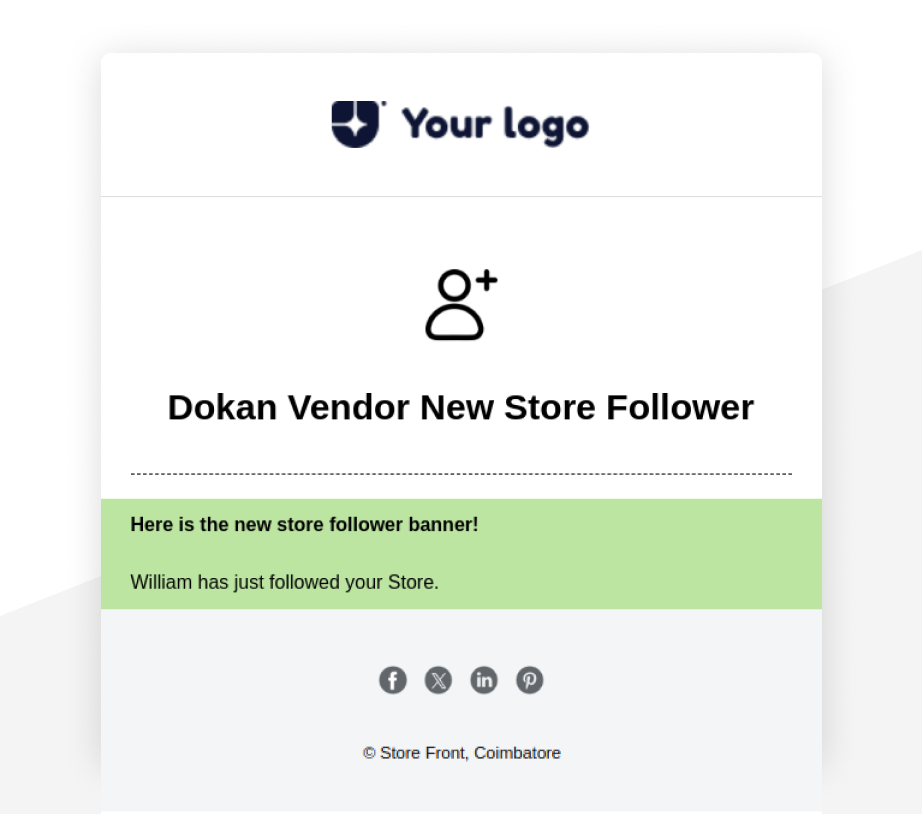 Your logo
Dokan Vendor New Store Follower
Here is the new store follower banner!
William has just followed your Store.
© Store Front, Coimbatore